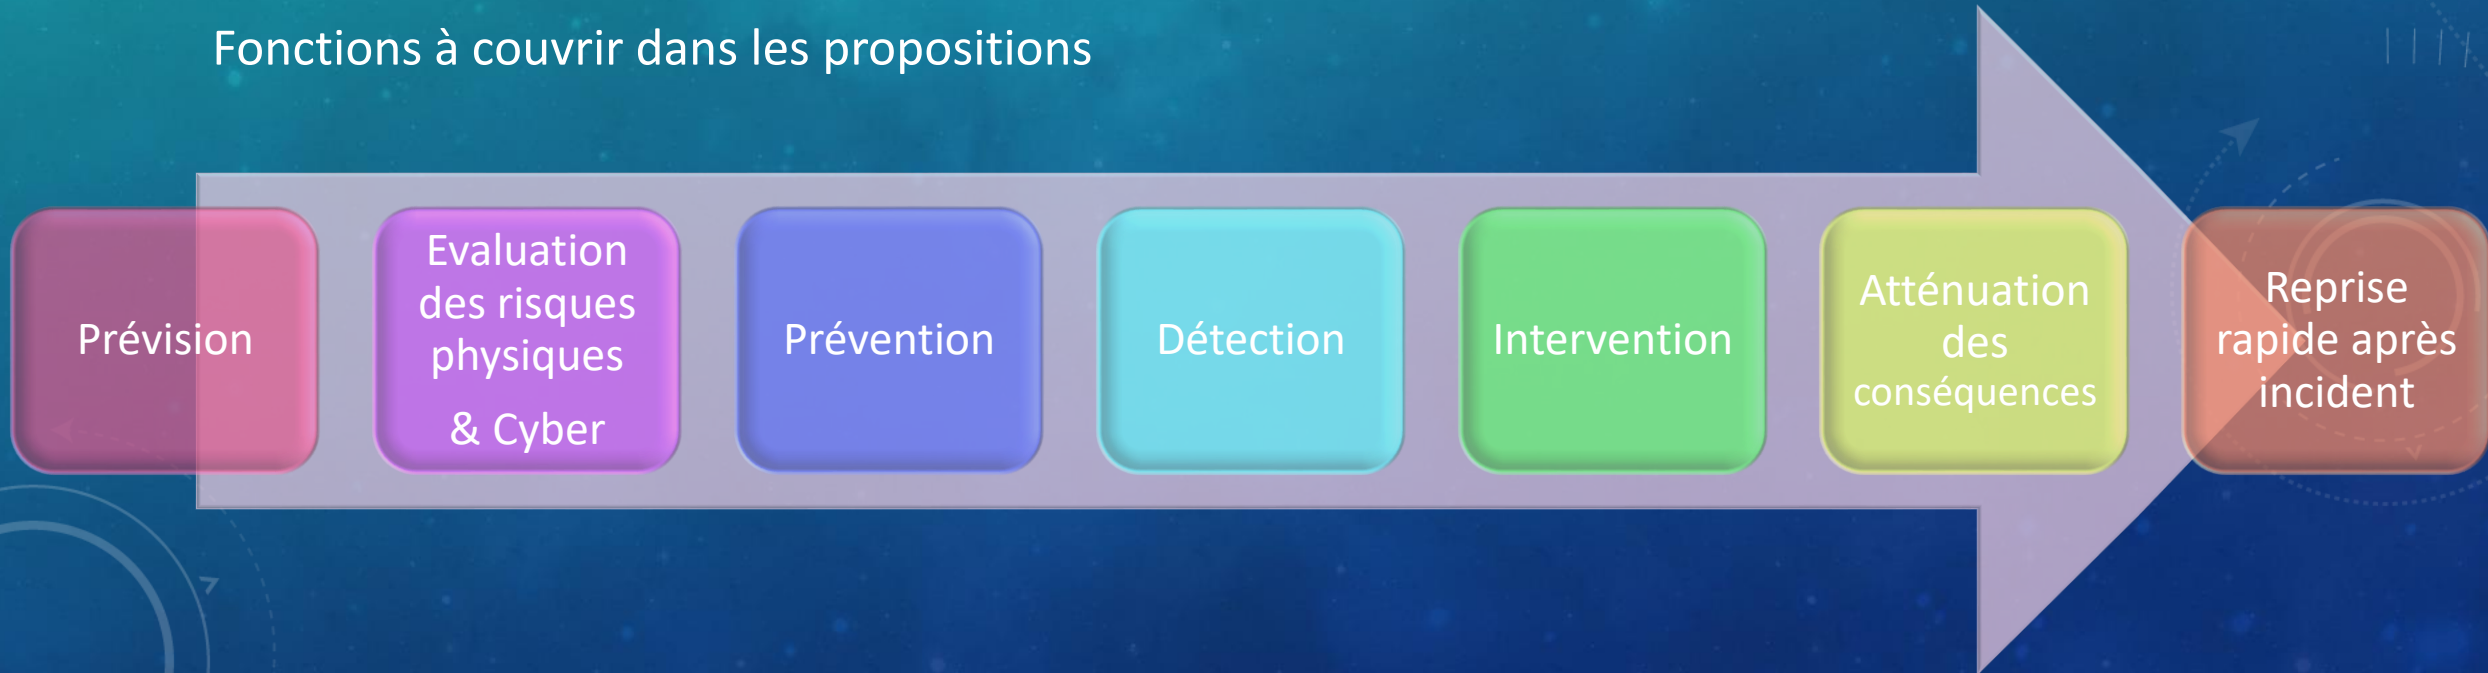 Fonctions à couvrir dans les propositions
Prévision
Evaluation
des risques
physiques
& Cyber
Prévention
Détection
Intervention
Atténuation
des
conséquences
Reprise
rapide après
incident